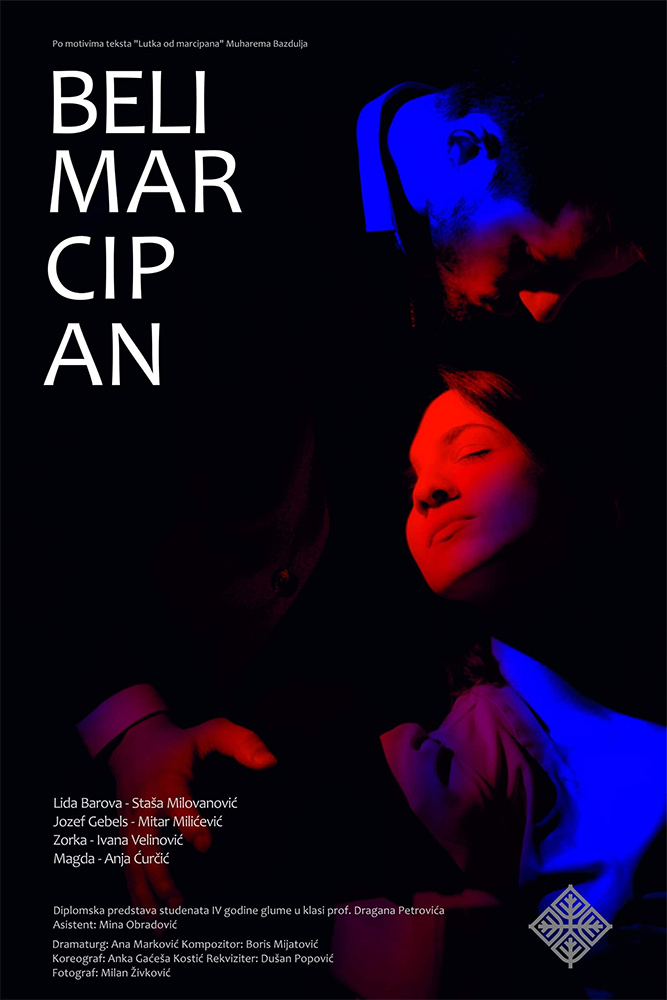 Po motivima teksta "Lutka od marcipana" Muharema Bazdulja
BELI
MAR
CIP
AN
Lida Barova - Staša Milovanović
Jozef Gebels - Mitar Milićević
Zorka - Ivana Velinović
Magda - Anja Ćurčić
Diplomska predstava studenata IV godine glume u klasi prof. Dragana Petrovića
Asistent: Mina Obradović
Dramaturg: Ana Marković Kompozitor: Boris Mijatović
Koreograf: Anka Gaćeša Kostić Rekviziter: Dušan Popović
Fotograf: Milan Živković